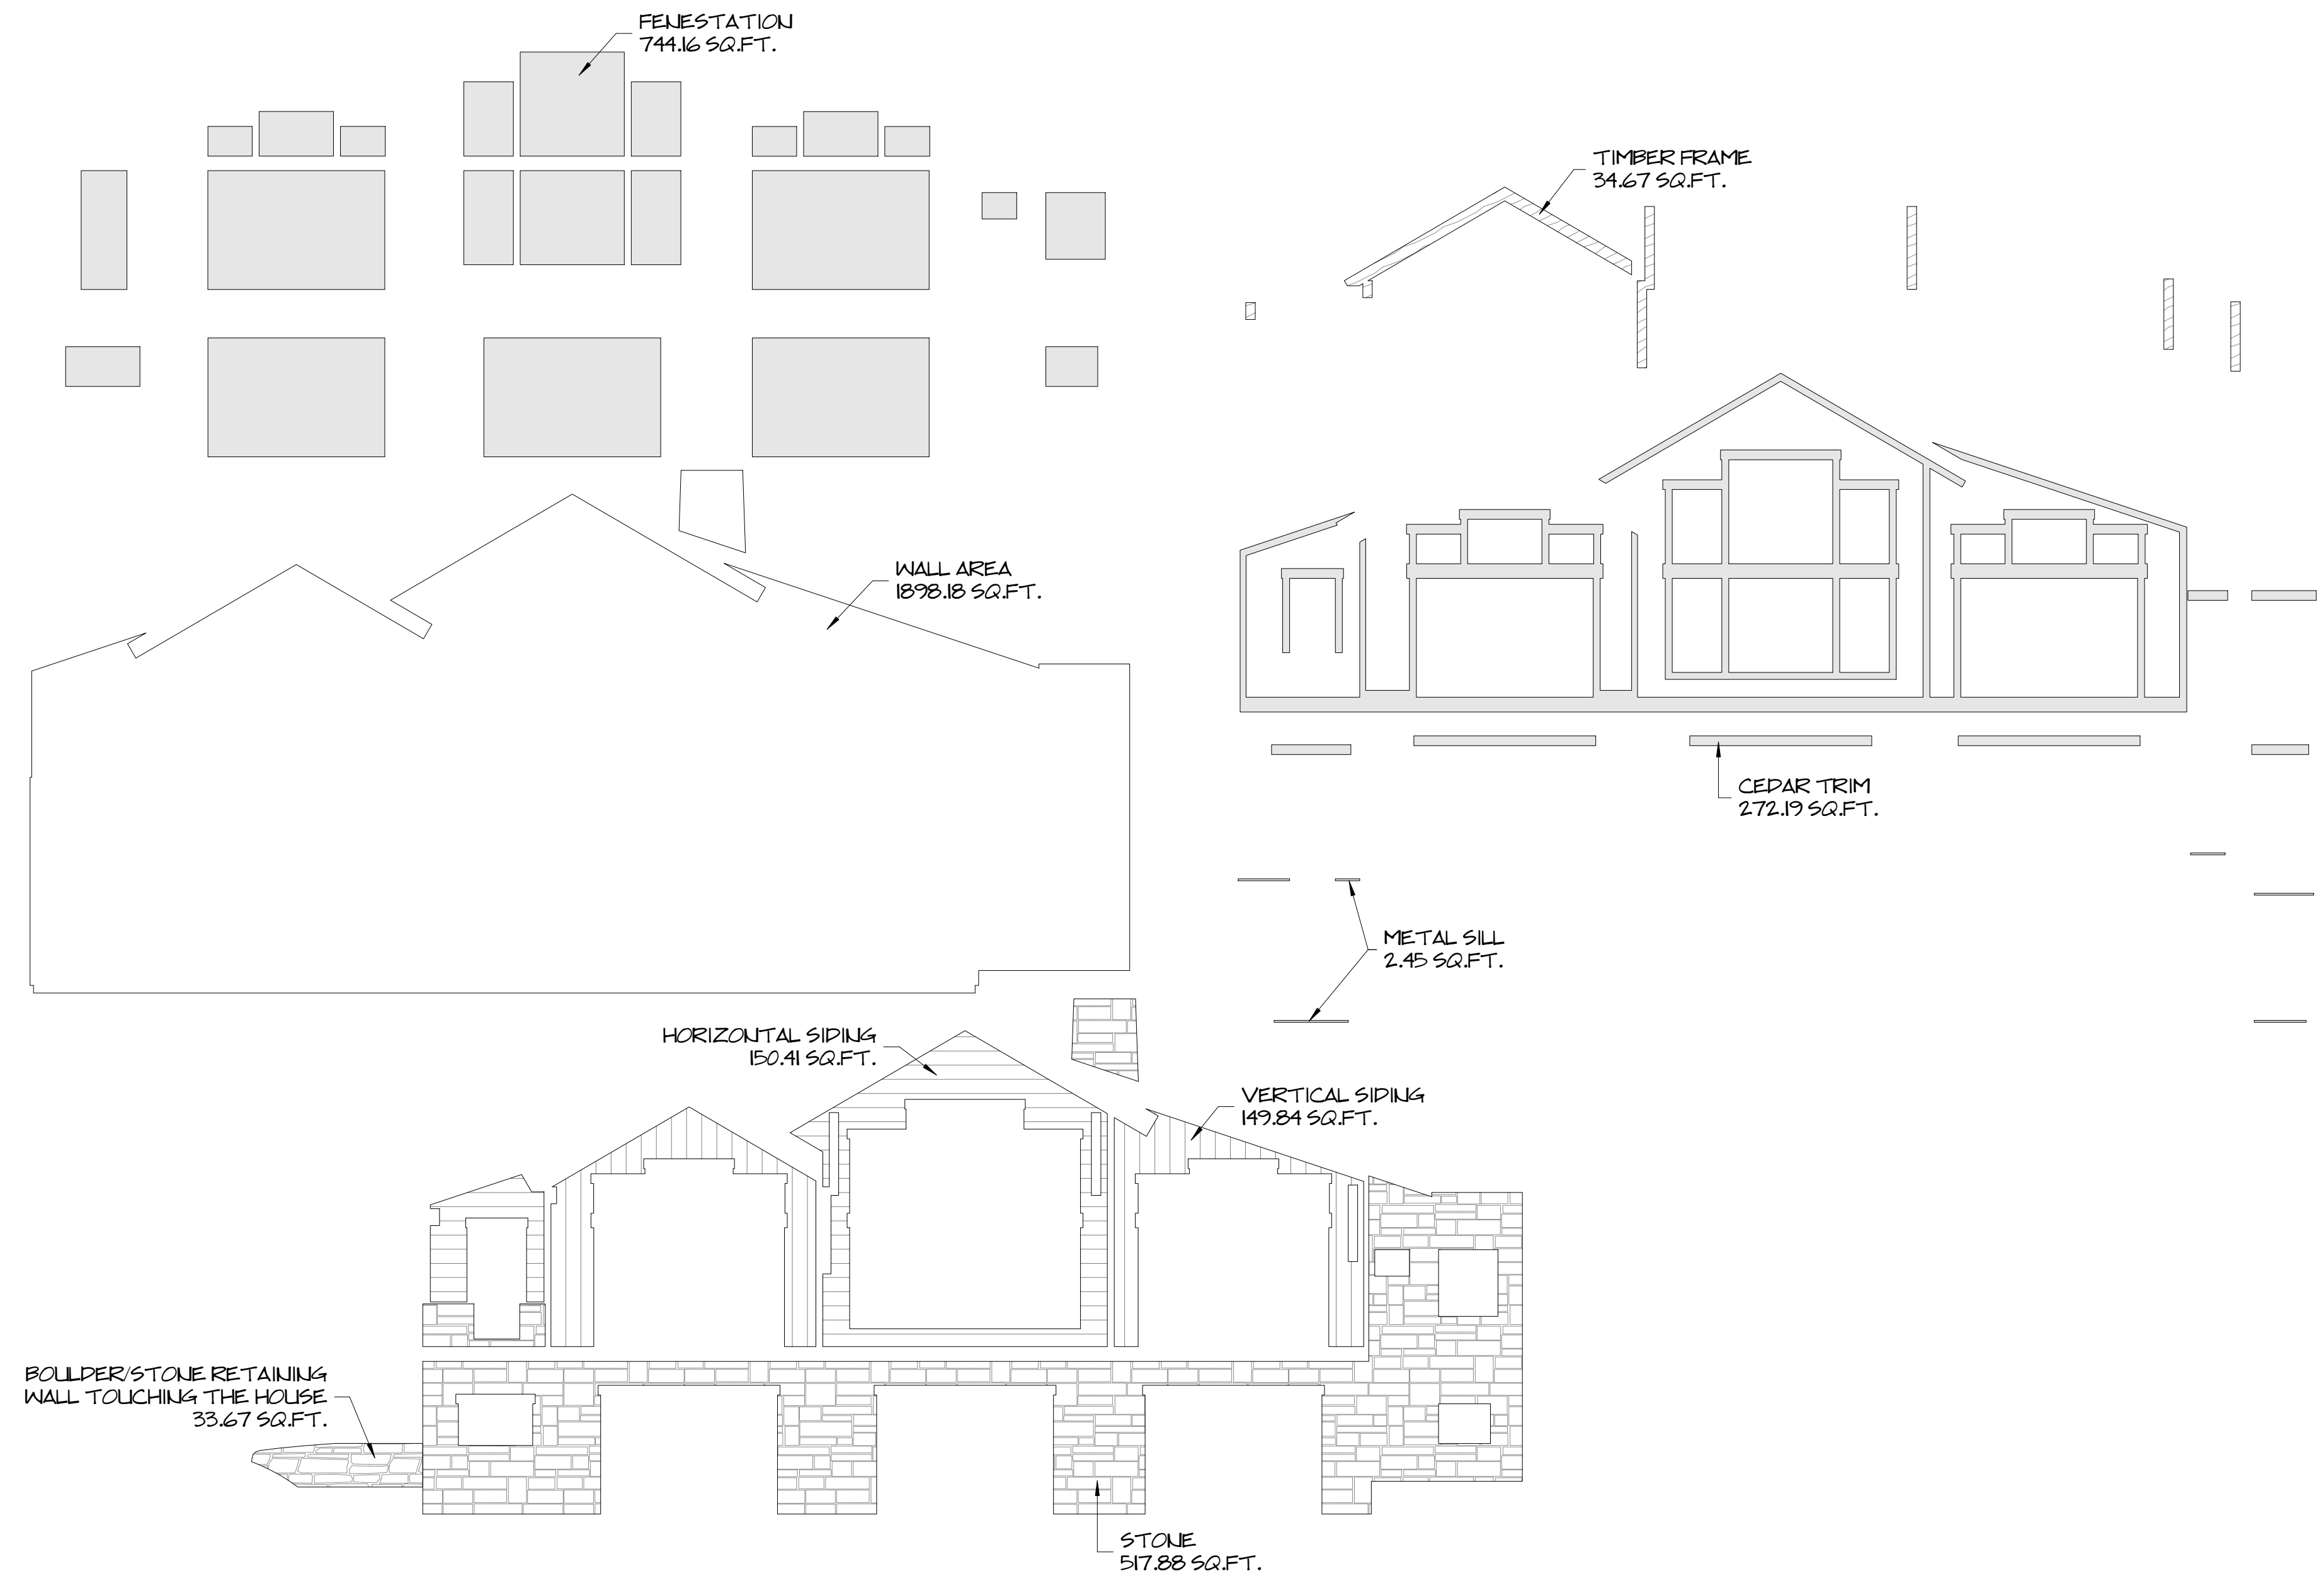 FENESTATION
744.16 SQ.FT.
TIMBER FRAME
34.67 SQ.FT.
WALL AREA
1898.18 SQ.FT.
CEDAR TRIM
272.19 SQ.FT.
METAL SILL
2.45 SQ.FT.
HORIZONTAL SIDING
150.41 SQ.FT.
VERTICAL SIDING
149.84 SQ.FT.
BOULDER/STONE RETAINING
WALL TOUCHING THE HOUSE
33.67 SQ.FT.
STONE
517.88 SQ.FT.